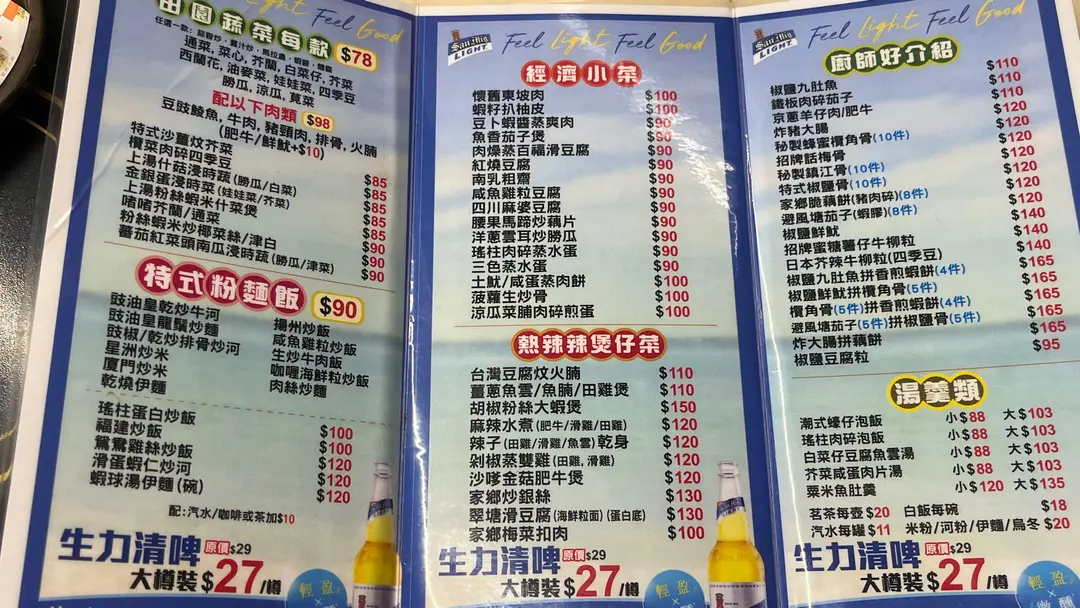 Light Feel Good
田園蔬菜每款 $78
任選一款：蒜蓉炒，薑汁炒，馬拉盞，蝦醬，椒醬
通菜，菜心，芥蘭，白菜仔，芥菜
西蘭花，油麥菜，娃娃菜，四季豆
勝瓜，涼瓜，莧菜
配以下肉類 $98
豆豉鯪魚，牛肉，豬頸肉，排骨，火腩
(肥牛/鮮魷+$10)
特式沙薑炆芥菜 $85
欖菜肉碎四季豆 $85
上湯什菇浸時蔬(勝瓜/白菜) $85
金銀蛋浸時菜(娃娃菜/芥菜) $85
上湯粉絲蝦米什菜煲 $85
啫啫芥蘭/通菜 $90
粉絲蝦米炒椰菜絲/津白 $90
蕃茄紅菜頭南瓜浸時蔬(勝瓜/津菜) $90
特式粉麵飯 $90
豉油皇乾炒牛河 揚州炒飯
豉油皇龍鬚炒麵 咸魚雞粒炒飯
豉椒/乾炒排骨炒河 生炒牛肉飯
星洲炒米 咖喱海鮮粒炒飯
廈門炒米 肉絲炒麵
乾燒伊麵
瑤柱蛋白炒飯 $100
福建炒飯 $100
鴛鴦雞絲炒飯 $120
滑蛋蝦仁炒河 $120
蝦球湯伊麵(碗) $120
配：汽水/咖啡或茶加$10
生力清啤 原價$29
大樽裝$27/樽
輕盈
San Mig LIGHT Feel Light Feel Good
經濟小菜
懷舊東坡肉 $100
蝦籽扒柚皮 $100
豆卜蝦醬蒸爽肉 $90
魚香茄子煲 $90
肉燥蒸百福滑豆腐 $90
紅燒豆腐 $90
南乳粗齋 $90
咸魚雞粒豆腐 $90
四川麻婆豆腐 $90
腰果馬蹄炒藕片 $90
洋蔥雲耳炒勝瓜 $90
瑤柱肉碎蒸水蛋 $90
三色蒸水蛋 $90
土魷/咸蛋蒸肉餅 $100
菠蘿生炒骨 $100
涼瓜菜脯肉碎煎蛋 $100
熱辣辣煲仔菜
台灣豆腐炆火腩 $110
薑蔥魚雲/魚腩/田雞煲 $110
胡椒粉絲大蝦煲 $150
麻辣水煮(肥牛/滑雞/田雞) $120
辣子(田雞/滑雞/魚雲)乾身 $120
剁椒蒸雙雞(田雞，滑雞) $120
沙嗲金菇肥牛煲 $120
家鄉炒銀絲 $130
翠塘滑豆腐(海鮮粒面)(蛋白底) $130
家鄉梅菜扣肉 $110
生力清啤 原價$29
大樽裝$27/樽
輕盈
San Mig LIGHT Feel Light Feel Good
廚師好介紹
椒鹽九肚魚 $110
鐵板肉碎茄子 $110
京蔥羊仔肉/肥牛 $110
炸豬大腸 $120
秘製蜂蜜欖角骨(10件) $120
招牌話梅骨 $120
秘製鎮江骨(10件) $120
特式椒鹽骨(10件) $120
家鄉脆藕餅(豬肉碎)(8件) $120
避風塘茄子(蝦膠)(8件) $120
椒鹽鮮魷 $140
招牌蜜糖薯仔牛柳粒 $140
日本芥辣牛柳粒(四季豆) $140
椒鹽九肚魚拼香煎蝦餅(4件) $165
椒鹽鮮魷拼欖角骨(5件) $165
欖角骨(5件)拼香煎蝦餅(4件) $165
避風塘茄子(5件)拼椒鹽骨(5件) $165
炸大腸拼藕餅 $165
椒鹽豆腐粒 $95
湯羹類
潮式蠔仔泡飯 小$88 大$103
瑤柱肉碎泡飯 小$88 大$103
白菜仔豆腐魚雲湯 小$88 大$103
芥菜咸蛋肉片湯 小$88 大$103
粟米魚肚羹 小$120 大$135
茗茶每壺$20 白飯每碗 $18
汽水每罐$11 米粉/河粉/伊麵/烏冬$20
生力清啤 原價$29
大樽裝$27/樽
輕盈